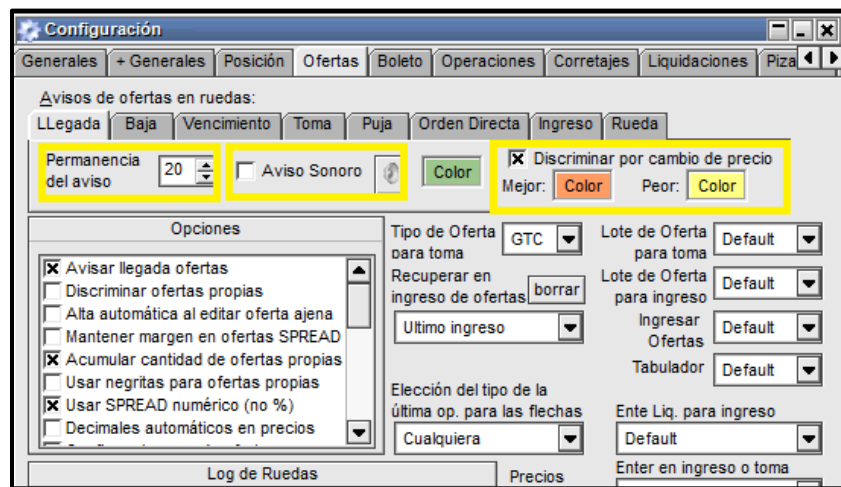 Configuración
Generales + Generales Posición Ofertas Boleto Operaciones Corretajes Liquidaciones Piza
Avisos de ofertas en ruedas:
LLegada Baja Vencimiento Toma Puja Orden Directa Ingreso Rueda
Permanencia
del aviso
20
Aviso Sonoro
Color
Discriminar por cambio de precio
Mejor: Color Peor: Color
Opciones
Avisar llegada ofertas
Discriminar ofertas propias
Alta automática al editar oferta ajena
Mantener margen en ofertas SPREAD
Acumular cantidad de ofertas propias
Usar negritas para ofertas propias
Usar SPREAD numérico (no %)
Decimales automáticos en precios
Log de Ruedas
Tipo de Oferta
para toma
GTC
Recuperar en
ingreso de ofertas
borrar
Ultimo ingreso
Elección del tipo de la
última op. para las flechas
Cualquiera
Precios
Lote de Oferta
para toma
Default
Lote de Oferta
para ingreso
Default
Ingresar
Ofertas
Default
Tabulador
Default
Ente Liq. para ingreso
Default
Enter en ingreso o toma